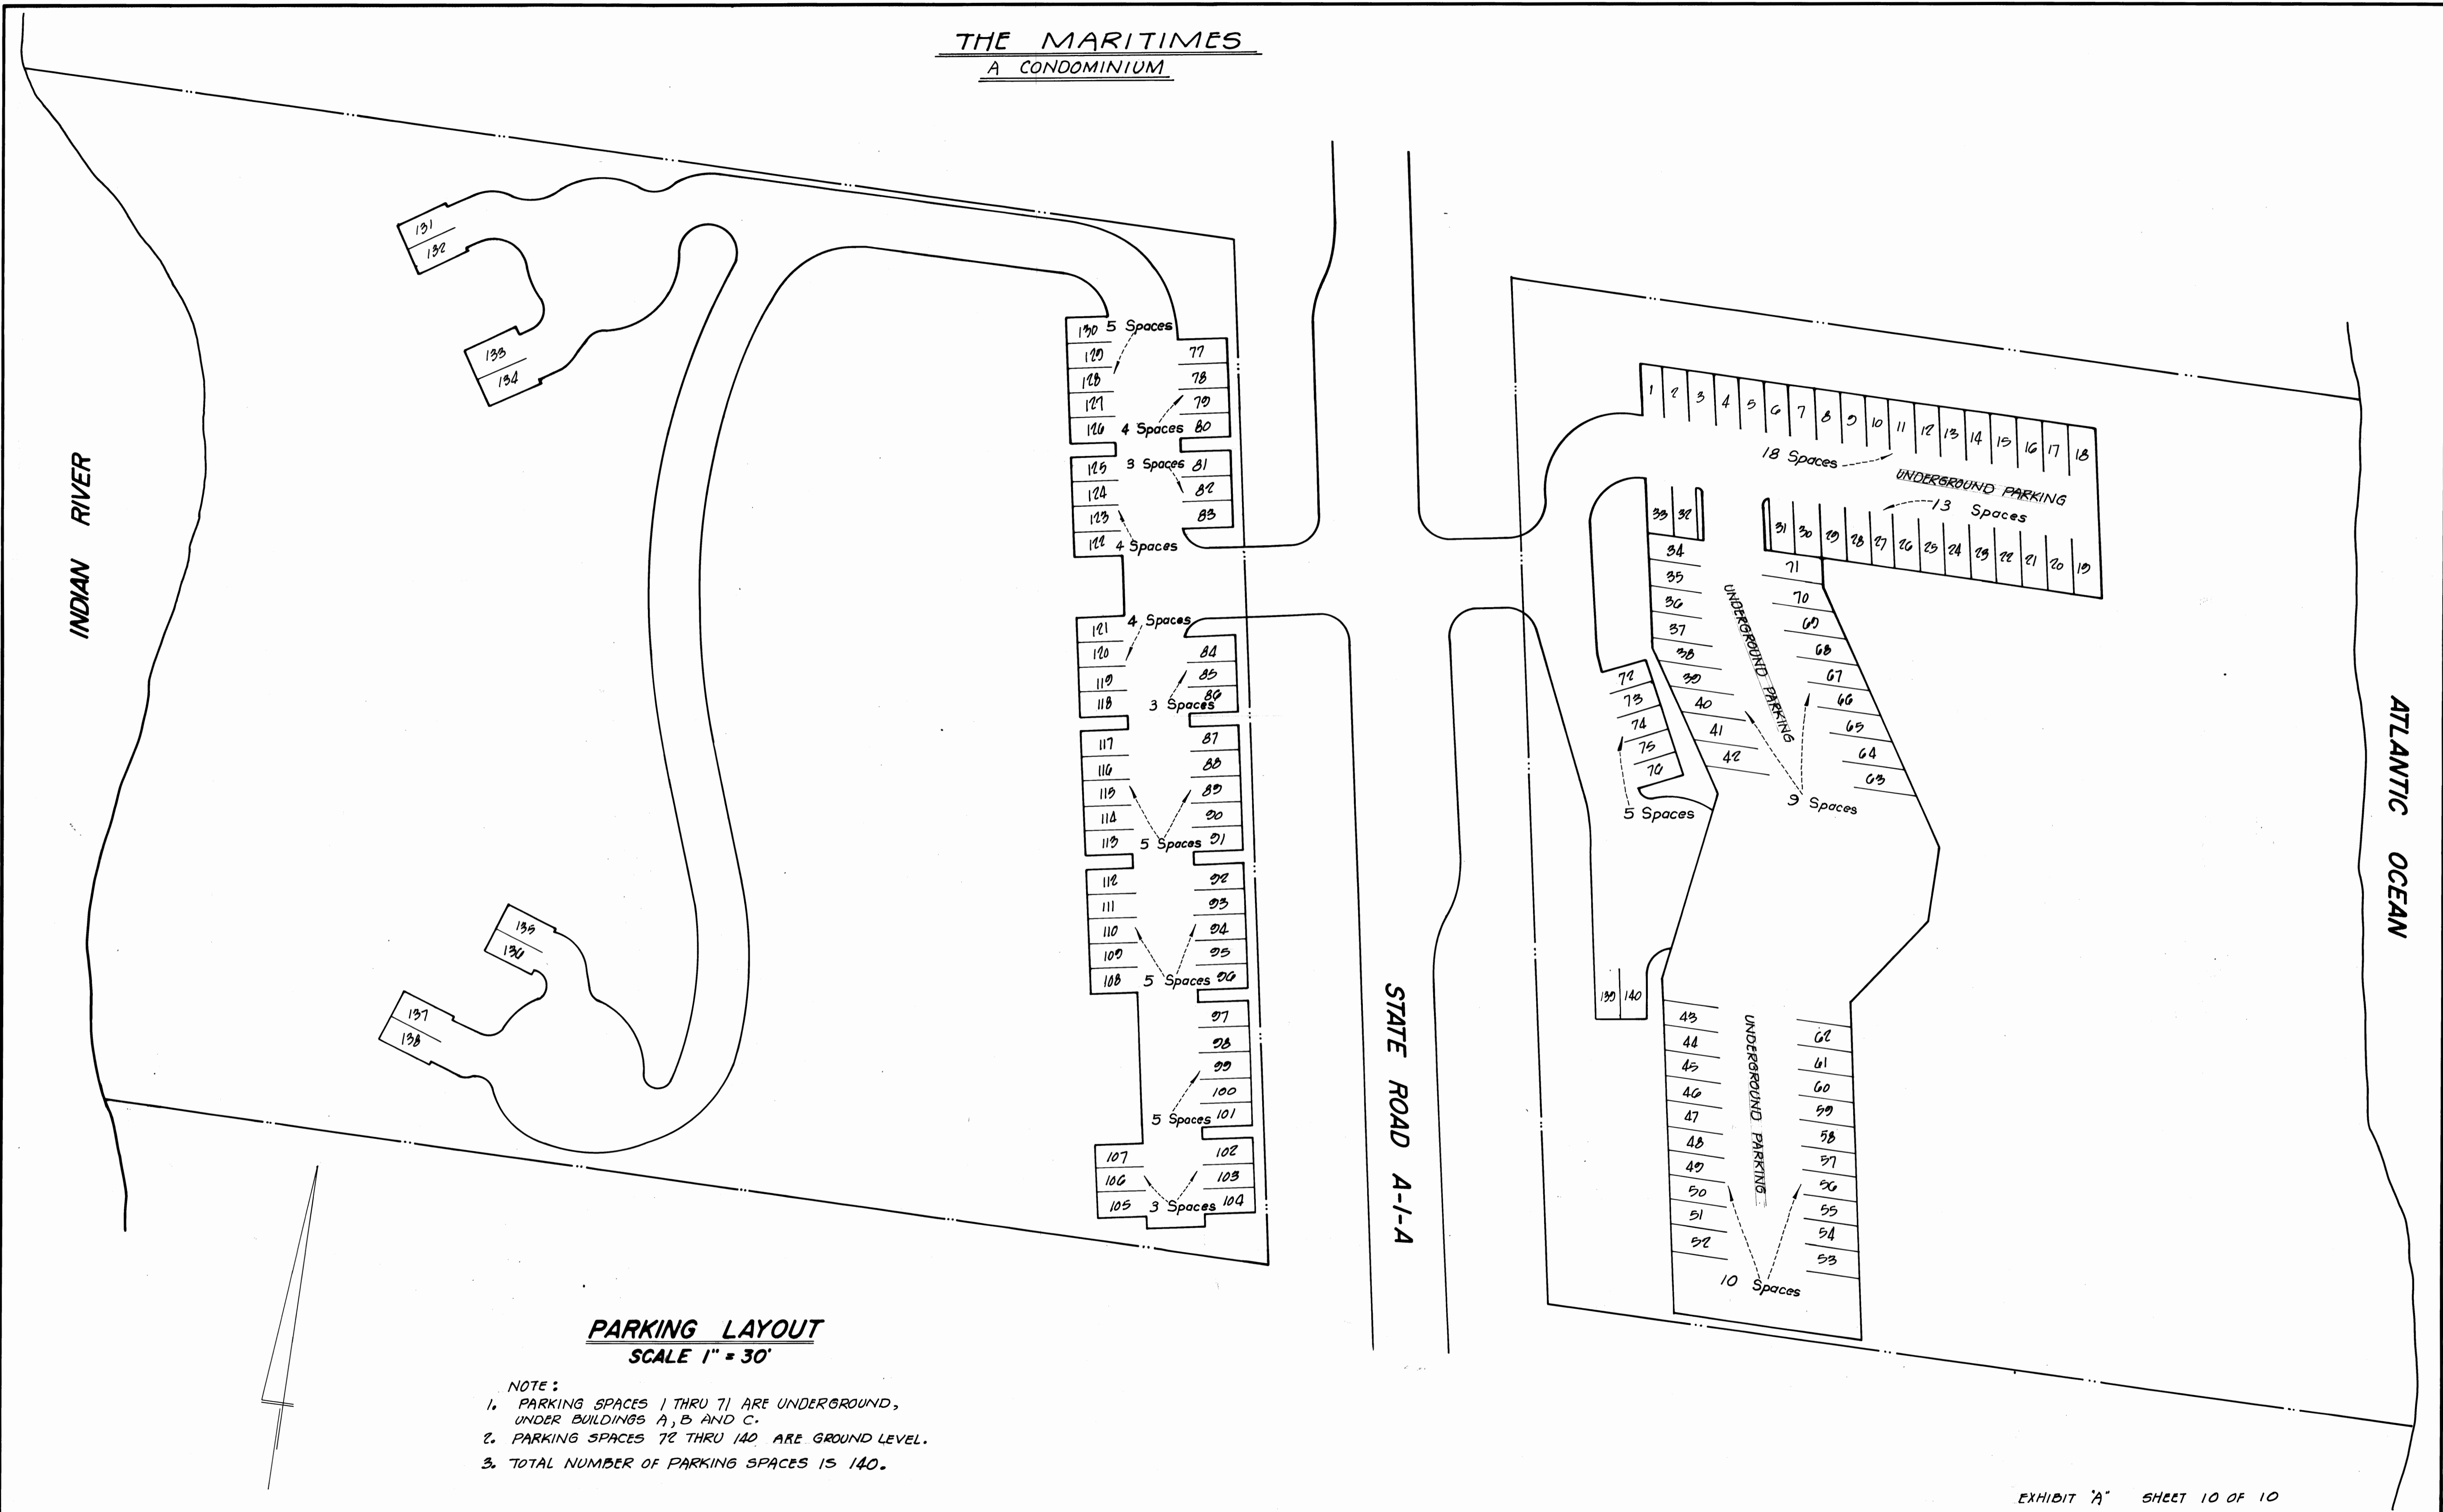 THE MARITIMES
A CONDOMINIUM
INDIAN RIVER
131
132
133
134
135
136
137
138
130 5 Spaces
129
128
127
126
77
78
79
4 Spaces 80
125
124
123
122 4 Spaces
3 Spaces 81
82
83
121 4 Spaces
120
119
118
84
85
86
3 Spaces
117
116
115
114
113
87
88
89
90
5 Spaces 91
112
111
110
109
108
92
93
94
95
5 Spaces 96
97
98
99
100
5 Spaces 101
107
106
105
102
103
3 Spaces 104
STATE ROAD A-1-A
1 2 3 4 5 6 7 8 9 10 11 12 13 14 15 16 17 18
18 Spaces
UNDERGROUND PARKING
13 Spaces
33 32
31 30 29 28 27 26 25 24 23 22 21 20 19
34
35
36
37
38
39
40
41
42
UNDERGROUND PARKING
71
70
69
68
67
66
65
64
63
9 Spaces
72
73
74
75
76
5 Spaces
139 140
43
44
45
46
47
48
49
50
51
52
UNDERGROUND PARKING
62
61
60
59
58
57
56
55
54
53
10 Spaces
ATLANTIC OCEAN
PARKING LAYOUT
SCALE 1" = 30'
NOTE:
1. PARKING SPACES 1 THRU 71 ARE UNDERGROUND,
UNDER BUILDINGS A, B AND C.
2. PARKING SPACES 72 THRU 140 ARE GROUND LEVEL.
3. TOTAL NUMBER OF PARKING SPACES IS 140.
EXHIBIT "A" SHEET 10 OF 10